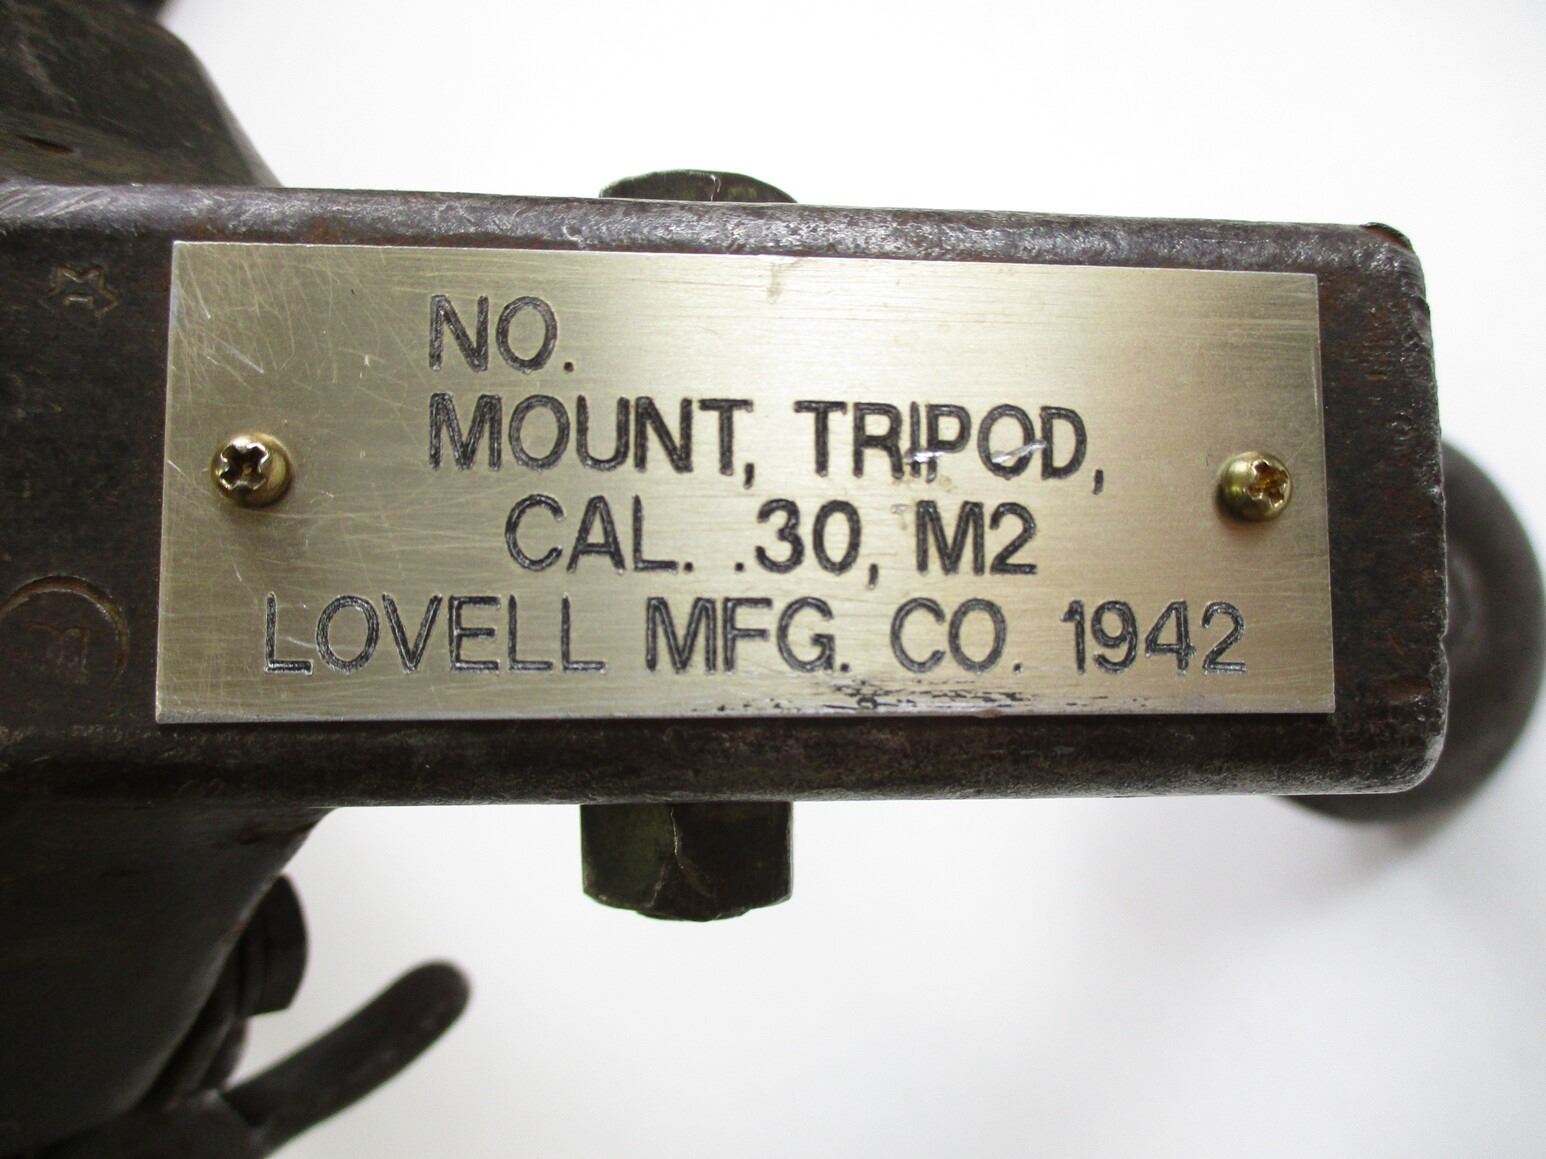 NO.
MOUNT, TRIPOD,
CAL. .30, M2
LOVELL MFG. CO. 1942